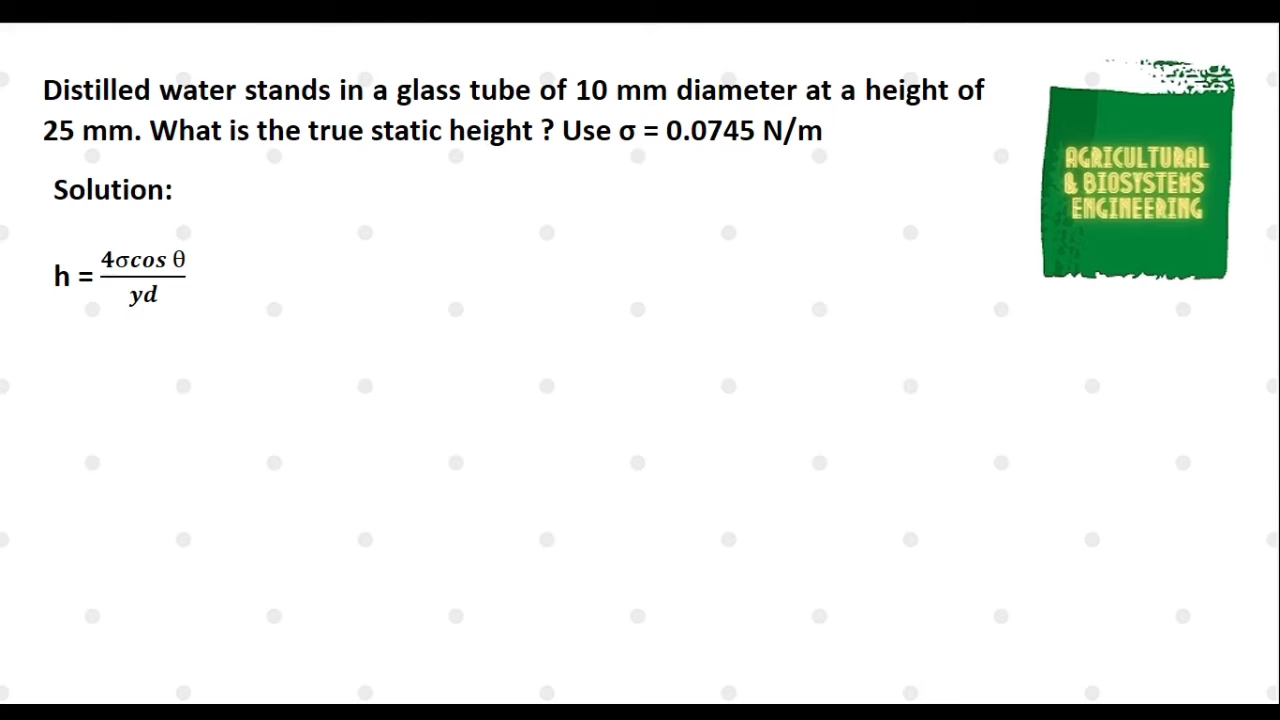 Distilled water stands in a glass tube of 10 mm diameter at a height of
25 mm. What is the true static height ? Use σ = 0.0745 N/m
Solution:
h = 4σcos θ / yd
AGRICULTURAL
& BIOSYSTEMS
ENGINEERING